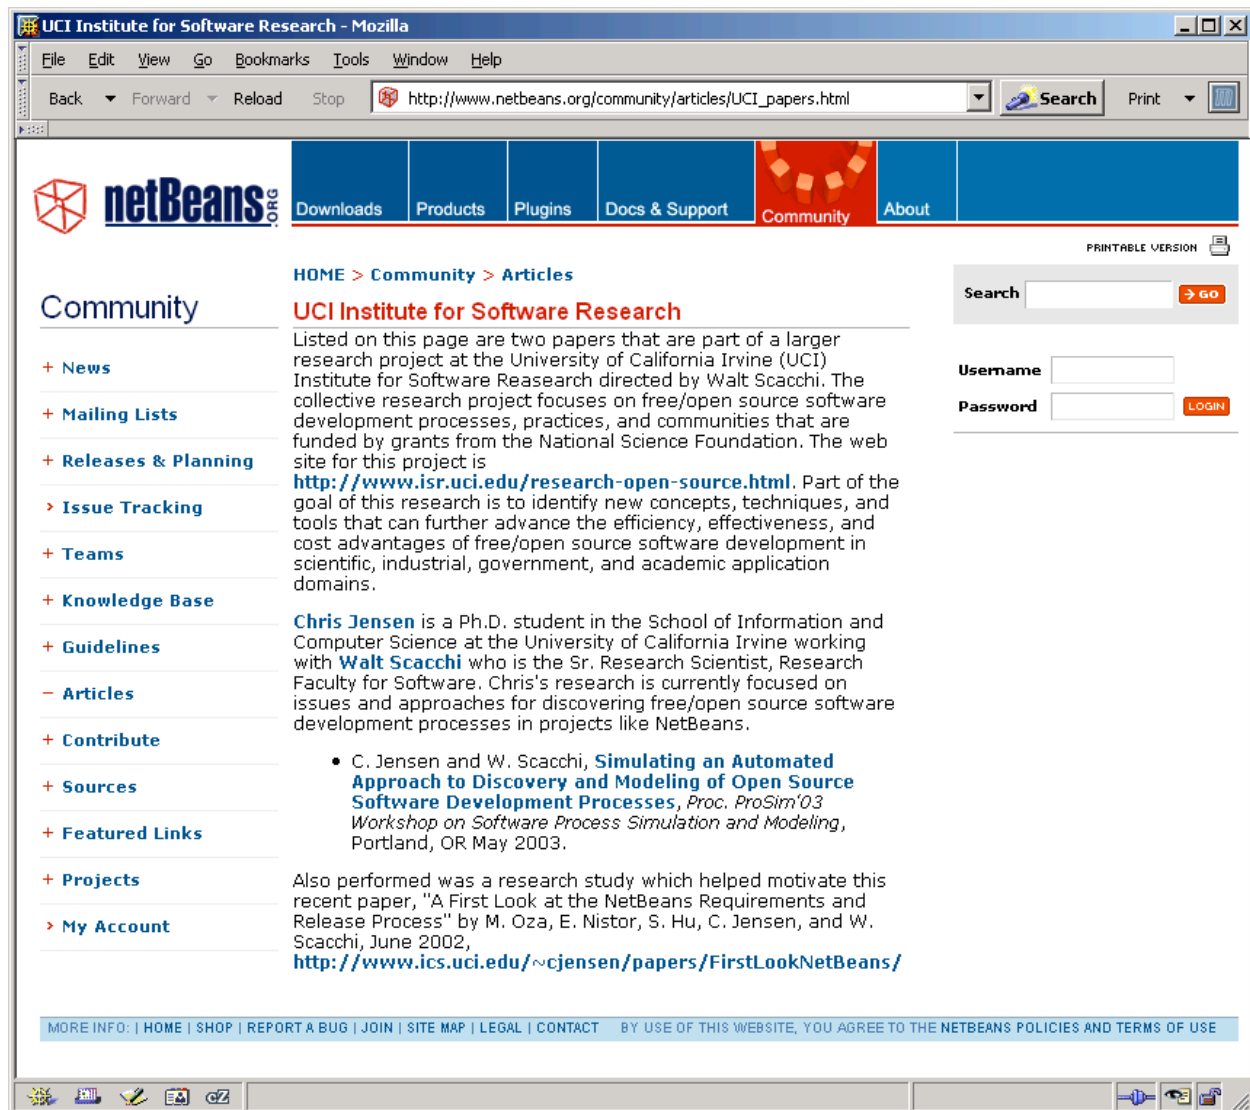 UCI Institute for Software Research - Mozilla
File Edit View Go Bookmarks Tools Window Help
Back Forward Reload Stop http://www.netbeans.org/community/articles/UCI_papers.html Search Print
netBeans.ORG
Downloads Products Plugins Docs & Support Community About
PRINTABLE VERSION
HOME > Community > Articles
Search GO
Community
UCI Institute for Software Research
Listed on this page are two papers that are part of a larger
research project at the University of California Irvine (UCI)
Institute for Software Reasearch directed by Walt Scacchi. The
collective research project focuses on free/open source software
development processes, practices, and communities that are
funded by grants from the National Science Foundation. The web
site for this project is
http://www.isr.uci.edu/research-open-source.html. Part of the
goal of this research is to identify new concepts, techniques, and
tools that can further advance the efficiency, effectiveness, and
cost advantages of free/open source software development in
scientific, industrial, government, and academic application
domains.
Chris Jensen is a Ph.D. student in the School of Information and
Computer Science at the University of California Irvine working
with Walt Scacchi who is the Sr. Research Scientist, Research
Faculty for Software. Chris's research is currently focused on
issues and approaches for discovering free/open source software
development processes in projects like NetBeans.
• C. Jensen and W. Scacchi, Simulating an Automated
Approach to Discovery and Modeling of Open Source
Software Development Processes, Proc. ProSim'03
Workshop on Software Process Simulation and Modeling,
Portland, OR May 2003.
Also performed was a research study which helped motivate this
recent paper, "A First Look at the NetBeans Requirements and
Release Process" by M. Oza, E. Nistor, S. Hu, C. Jensen, and W.
Scacchi, June 2002,
http://www.ics.uci.edu/~cjensen/papers/FirstLookNetBeans/
+ News
+ Mailing Lists
+ Releases & Planning
> Issue Tracking
+ Teams
+ Knowledge Base
+ Guidelines
− Articles
+ Contribute
+ Sources
+ Featured Links
+ Projects
> My Account
Username
Password LOGIN
MORE INFO: | HOME | SHOP | REPORT A BUG | JOIN | SITE MAP | LEGAL | CONTACT BY USE OF THIS WEBSITE, YOU AGREE TO THE NETBEANS POLICIES AND TERMS OF USE
cZ